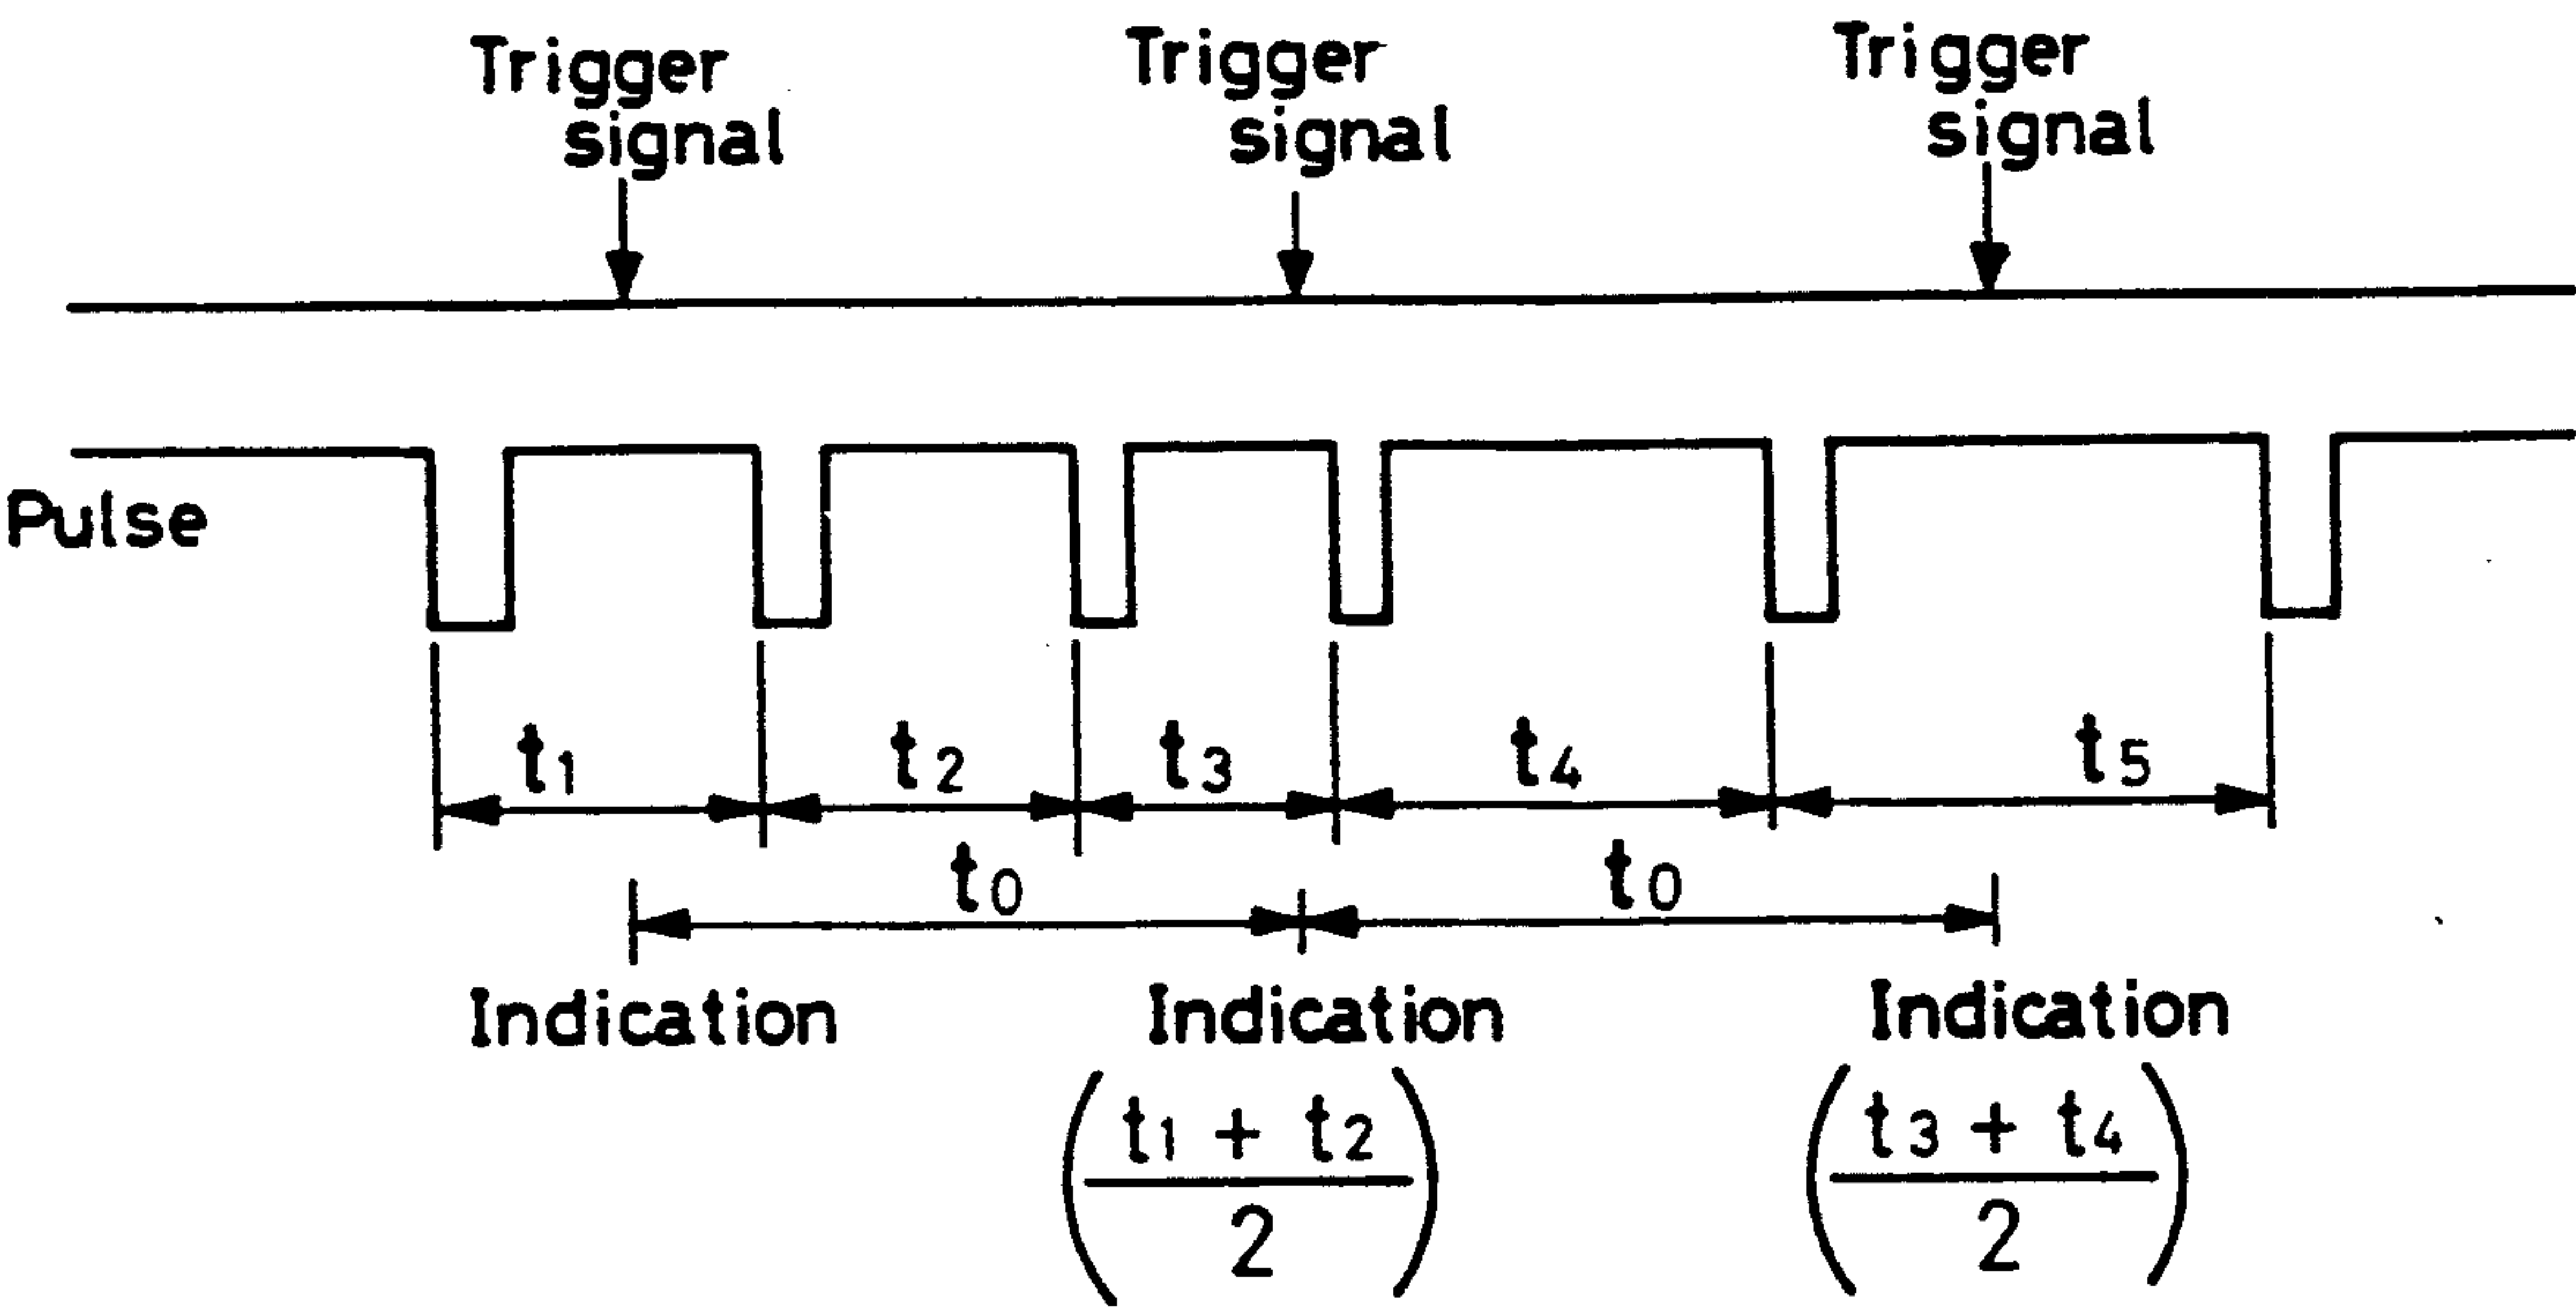 Trigger
signal
Trigger
signal
Trigger
signal
Pulse
t1
t2
t3
t4
t5
t0
t0
Indication
Indication
Indication
(t1 + t2
2)
(t3 + t4
2)